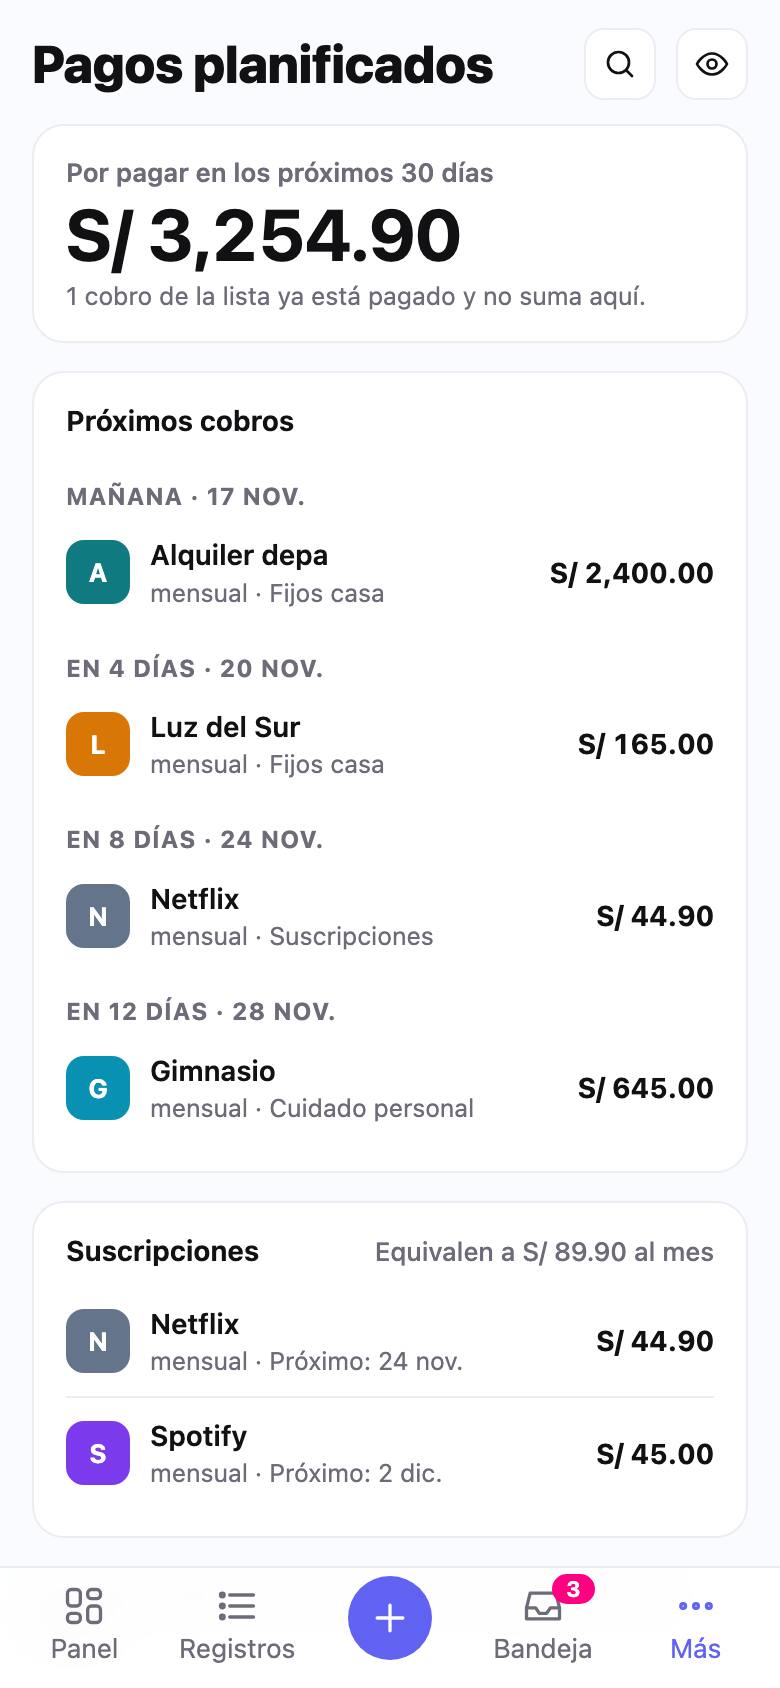 Pagos planificados
Por pagar en los próximos 30 días
S/ 3,254.90
1 cobro de la lista ya está pagado y no suma aquí.
Próximos cobros
MAÑANA · 17 NOV.
A
Alquiler depa
mensual · Fijos casa
S/ 2,400.00
EN 4 DÍAS · 20 NOV.
L
Luz del Sur
mensual · Fijos casa
S/ 165.00
EN 8 DÍAS · 24 NOV.
N
Netflix
mensual · Suscripciones
S/ 44.90
EN 12 DÍAS · 28 NOV.
G
Gimnasio
mensual · Cuidado personal
S/ 645.00
Suscripciones
Equivalen a S/ 89.90 al mes
N
Netflix
mensual · Próximo: 24 nov.
S/ 44.90
S
Spotify
mensual · Próximo: 2 dic.
S/ 45.00
Panel
Registros
3
Bandeja
Más